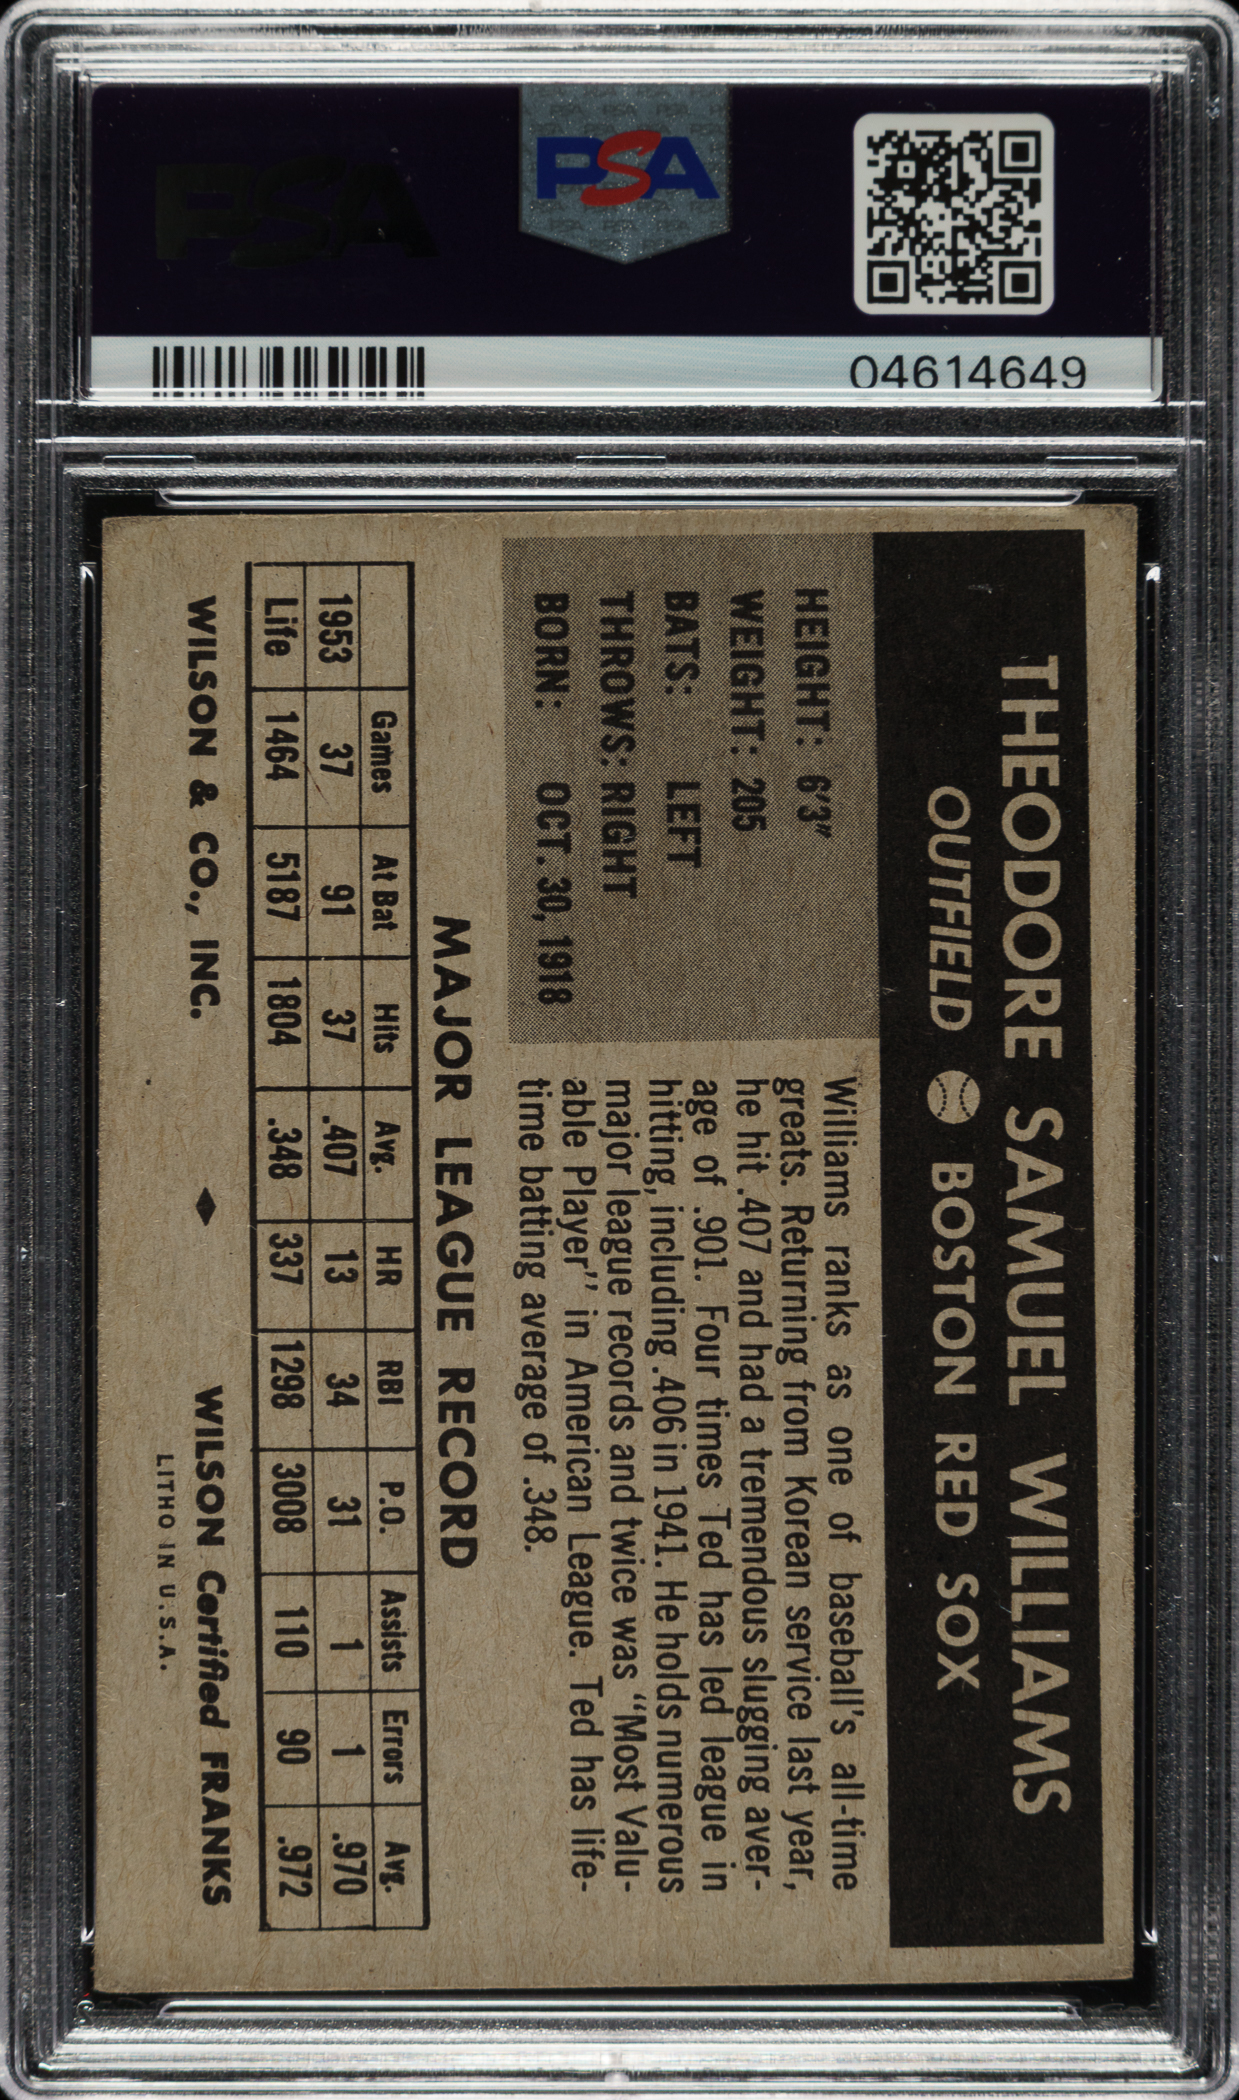 PSA
PSA
04614649
THEODORE SAMUEL WILLIAMS
OUTFIELD BOSTON RED SOX
HEIGHT: 6'3"
WEIGHT: 205
BATS: LEFT
THROWS: RIGHT
BORN: OCT. 30, 1918
Williams ranks as one of baseball's all-time
greats. Returning from Korean service last year,
he hit .407 and had a tremendous slugging aver-
age of .901. Four times Ted has led league in
hitting, including .406 in 1941. He holds numerous
major league records and twice was "Most Valu-
able Player" in American League. Ted has life-
time batting average of .348.
MAJOR LEAGUE RECORD
Games At Bat Hits Avg. HR RBI P.O. Assists Errors Avg.
1953 37 91 37 .407 13 34 31 1 1 .970
Life 1464 5187 1804 .348 337 1298 3008 110 90 .972
WILSON & CO., INC. ♦ WILSON Certified FRANKS
LITHO IN U.S.A.